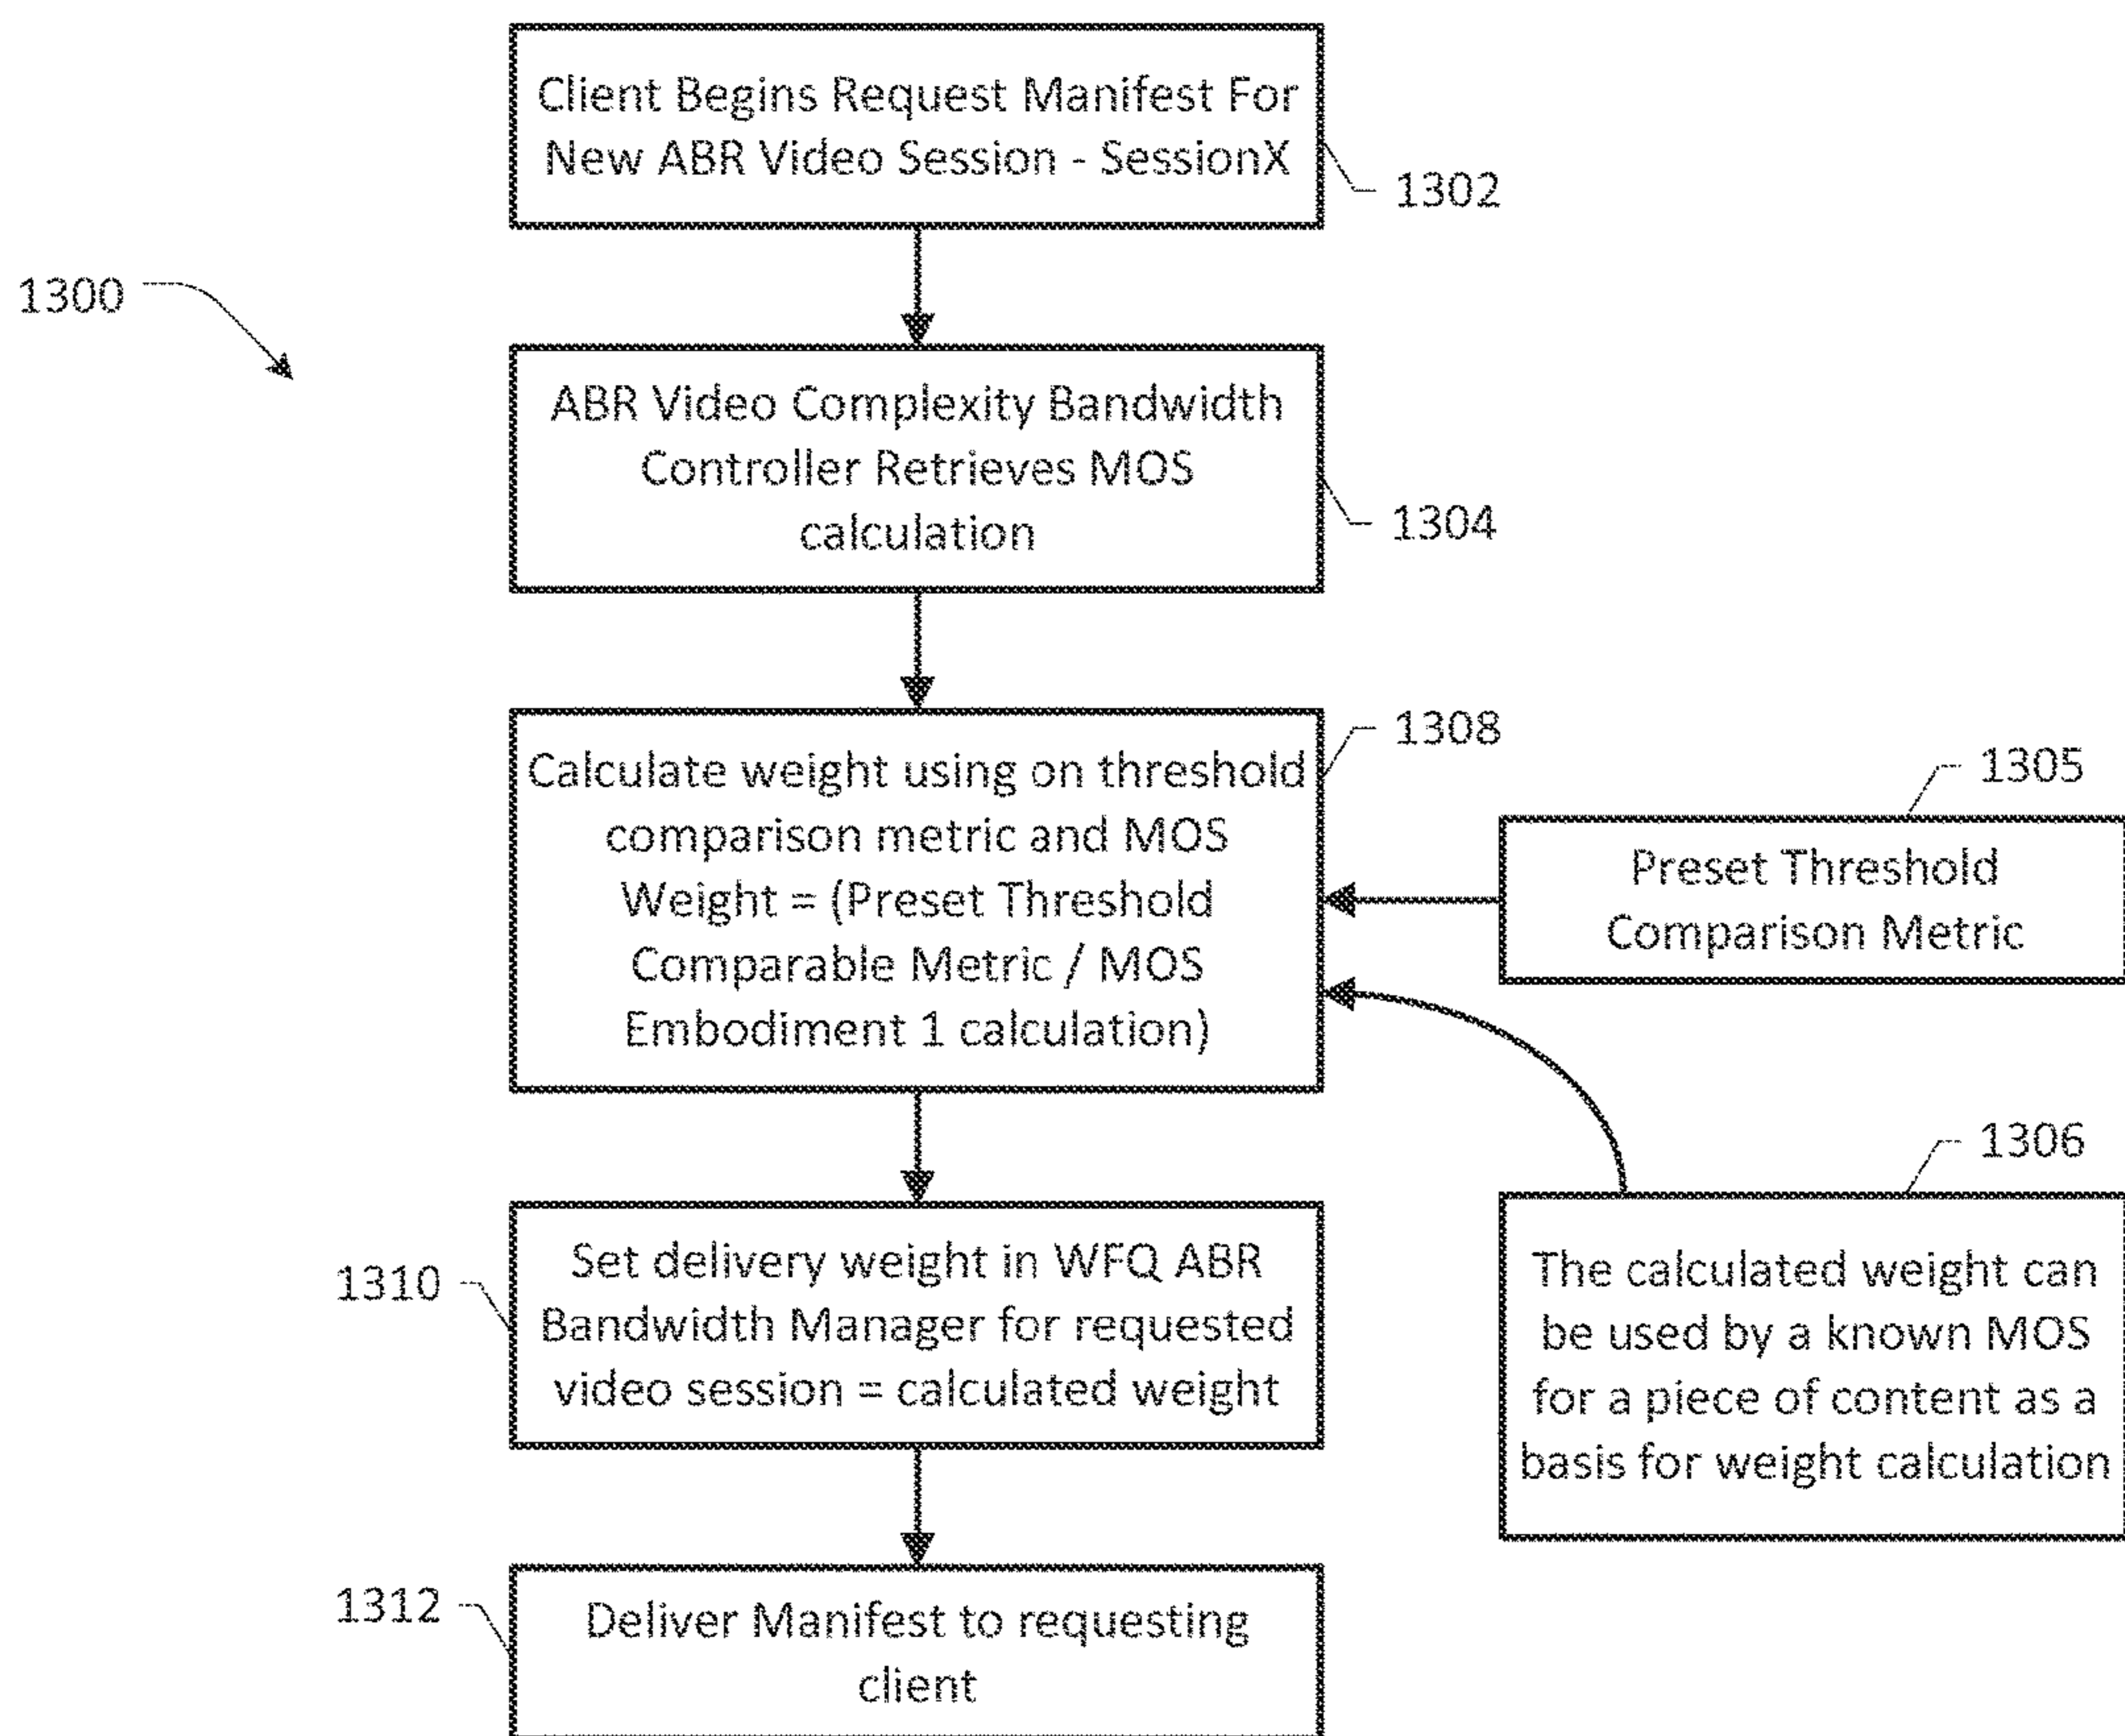 Client Begins Request Manifest For
New ABR Video Session - SessionX
1302
1300
ABR Video Complexity Bandwidth
Controller Retrieves MOS
calculation
1304
1308
Calculate weight using on threshold
comparison metric and MOS
Weight = (Preset Threshold
Comparable Metric / MOS
Embodiment 1 calculation)
1305
Preset Threshold
Comparison Metric
1306
The calculated weight can
be used by a known MOS
for a piece of content as a
basis for weight calculation
1310
Set delivery weight in WFQ ABR
Bandwidth Manager for requested
video session = calculated weight
1312
Deliver Manifest to requesting
client